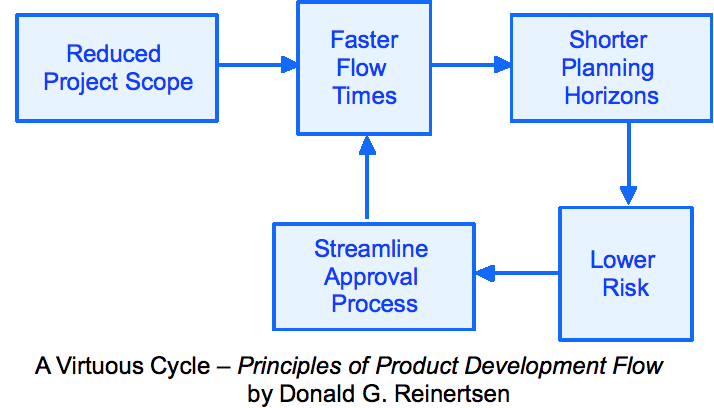 Reduced
Project Scope
Faster
Flow
Times
Shorter
Planning
Horizons
Streamline
Approval
Process
Lower
Risk
A Virtuous Cycle – Principles of Product Development Flow
by Donald G. Reinertsen